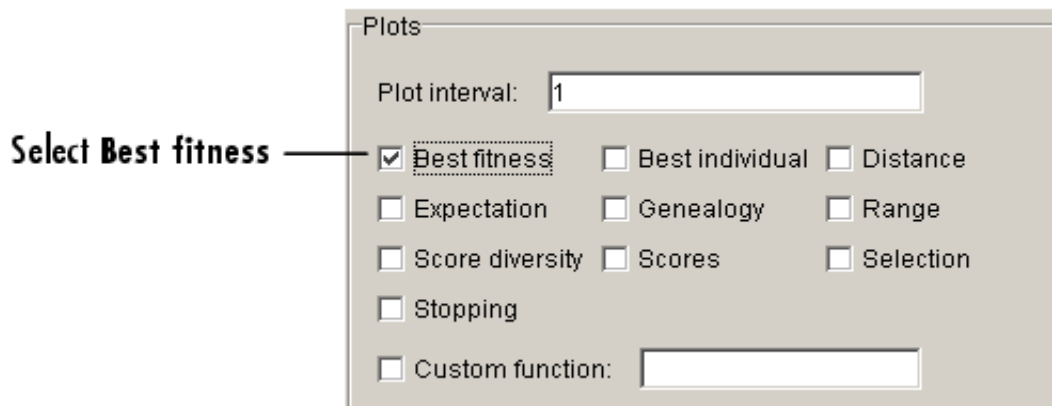 Plots
Plot interval: 1
Select Best fitness
Best fitness Best individual Distance
Expectation Genealogy Range
Score diversity Scores Selection
Stopping
Custom function: